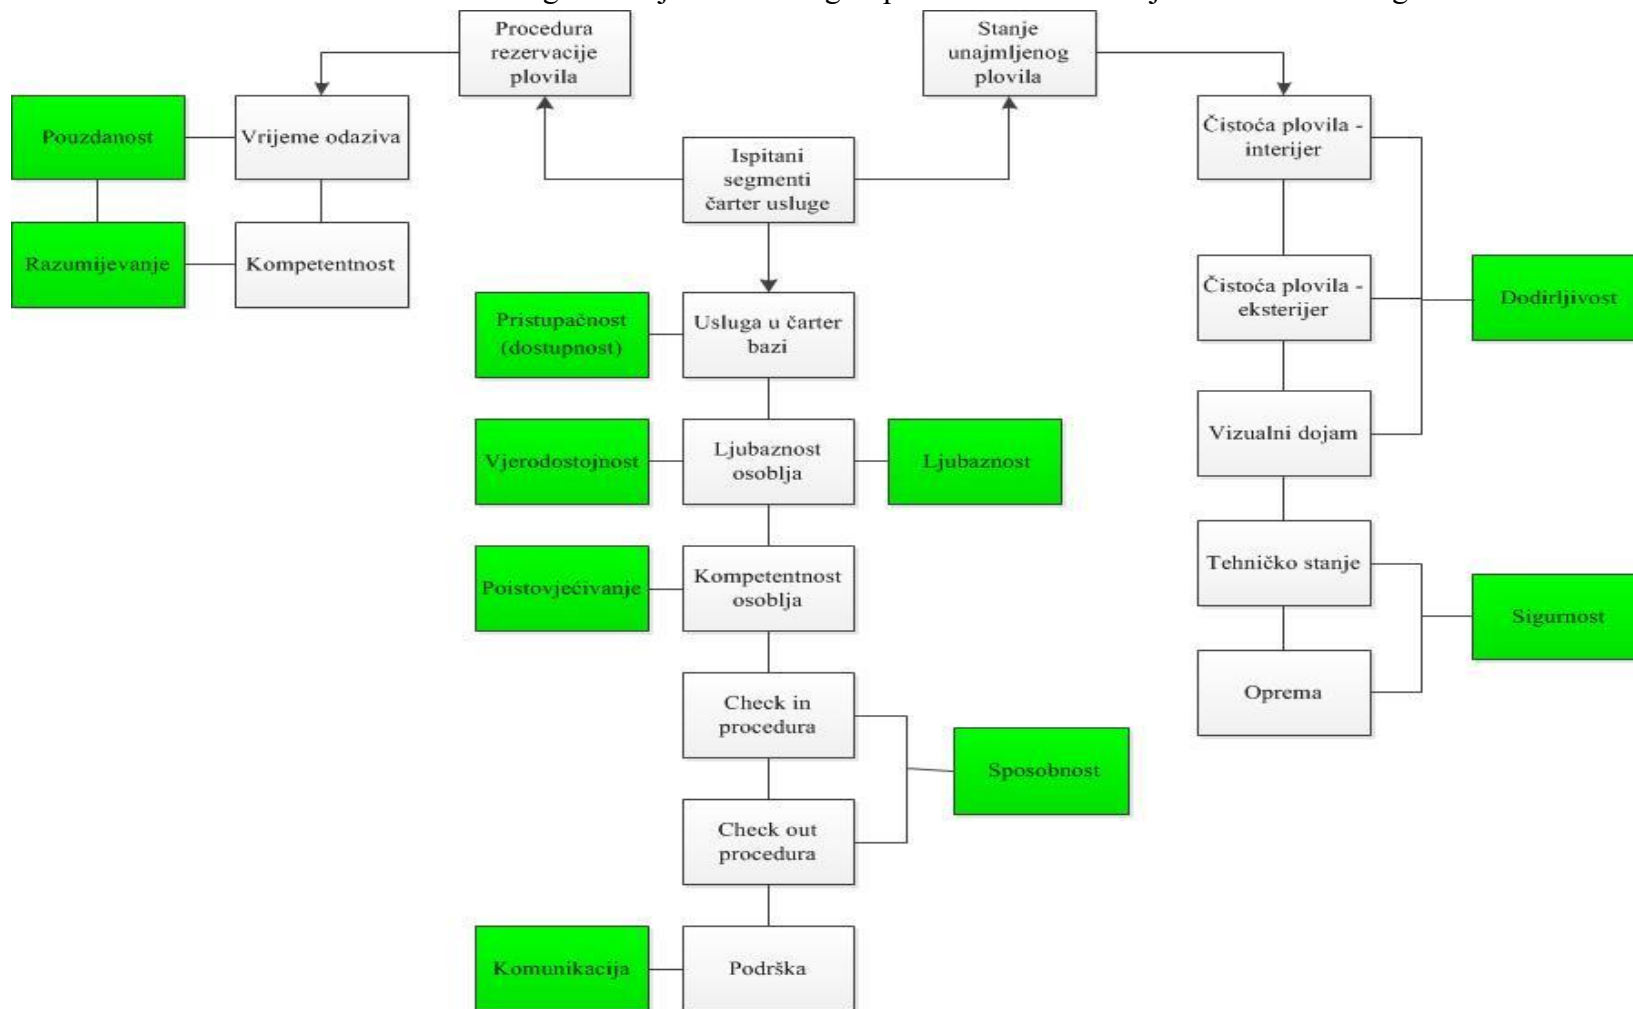 Procedura
rezervacije
plovila
Stanje
unajmljenog
plovila
Pouzdanost
Vrijeme odaziva
Ispitani
segmenti
čarter usluge
Čistoća plovila -
interijer
Razumijevanje
Kompetentnost
Čistoća plovila -
eksterijer
Dodirljivost
Pristupačnost
(dostupnost)
Usluga u čarter
bazi
Vizualni dojam
Vjerodostojnost
Ljubaznost
osoblja
Ljubaznost
Tehničko stanje
Poistovjećivanje
Kompetentnost
osoblja
Sigurnost
Oprema
Check in
procedura
Sposobnost
Check out
procedura
Komunikacija
Podrška